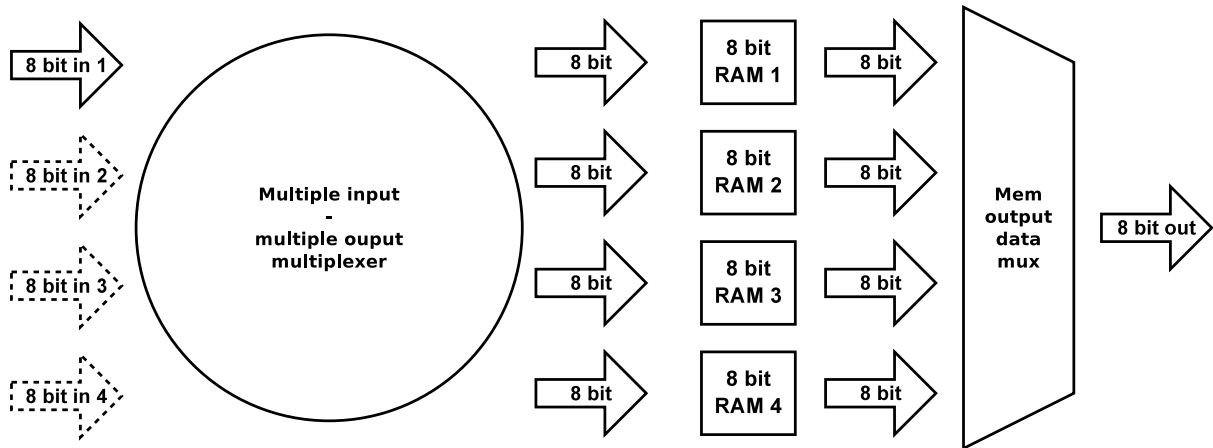 8 bit in 1
8 bit in 2
8 bit in 3
8 bit in 4
Multiple input
-
multiple ouput
multiplexer
8 bit
8 bit
8 bit
8 bit
8 bit
RAM 1
8 bit
RAM 2
8 bit
RAM 3
8 bit
RAM 4
8 bit
8 bit
8 bit
8 bit
Mem
output
data
mux
8 bit out